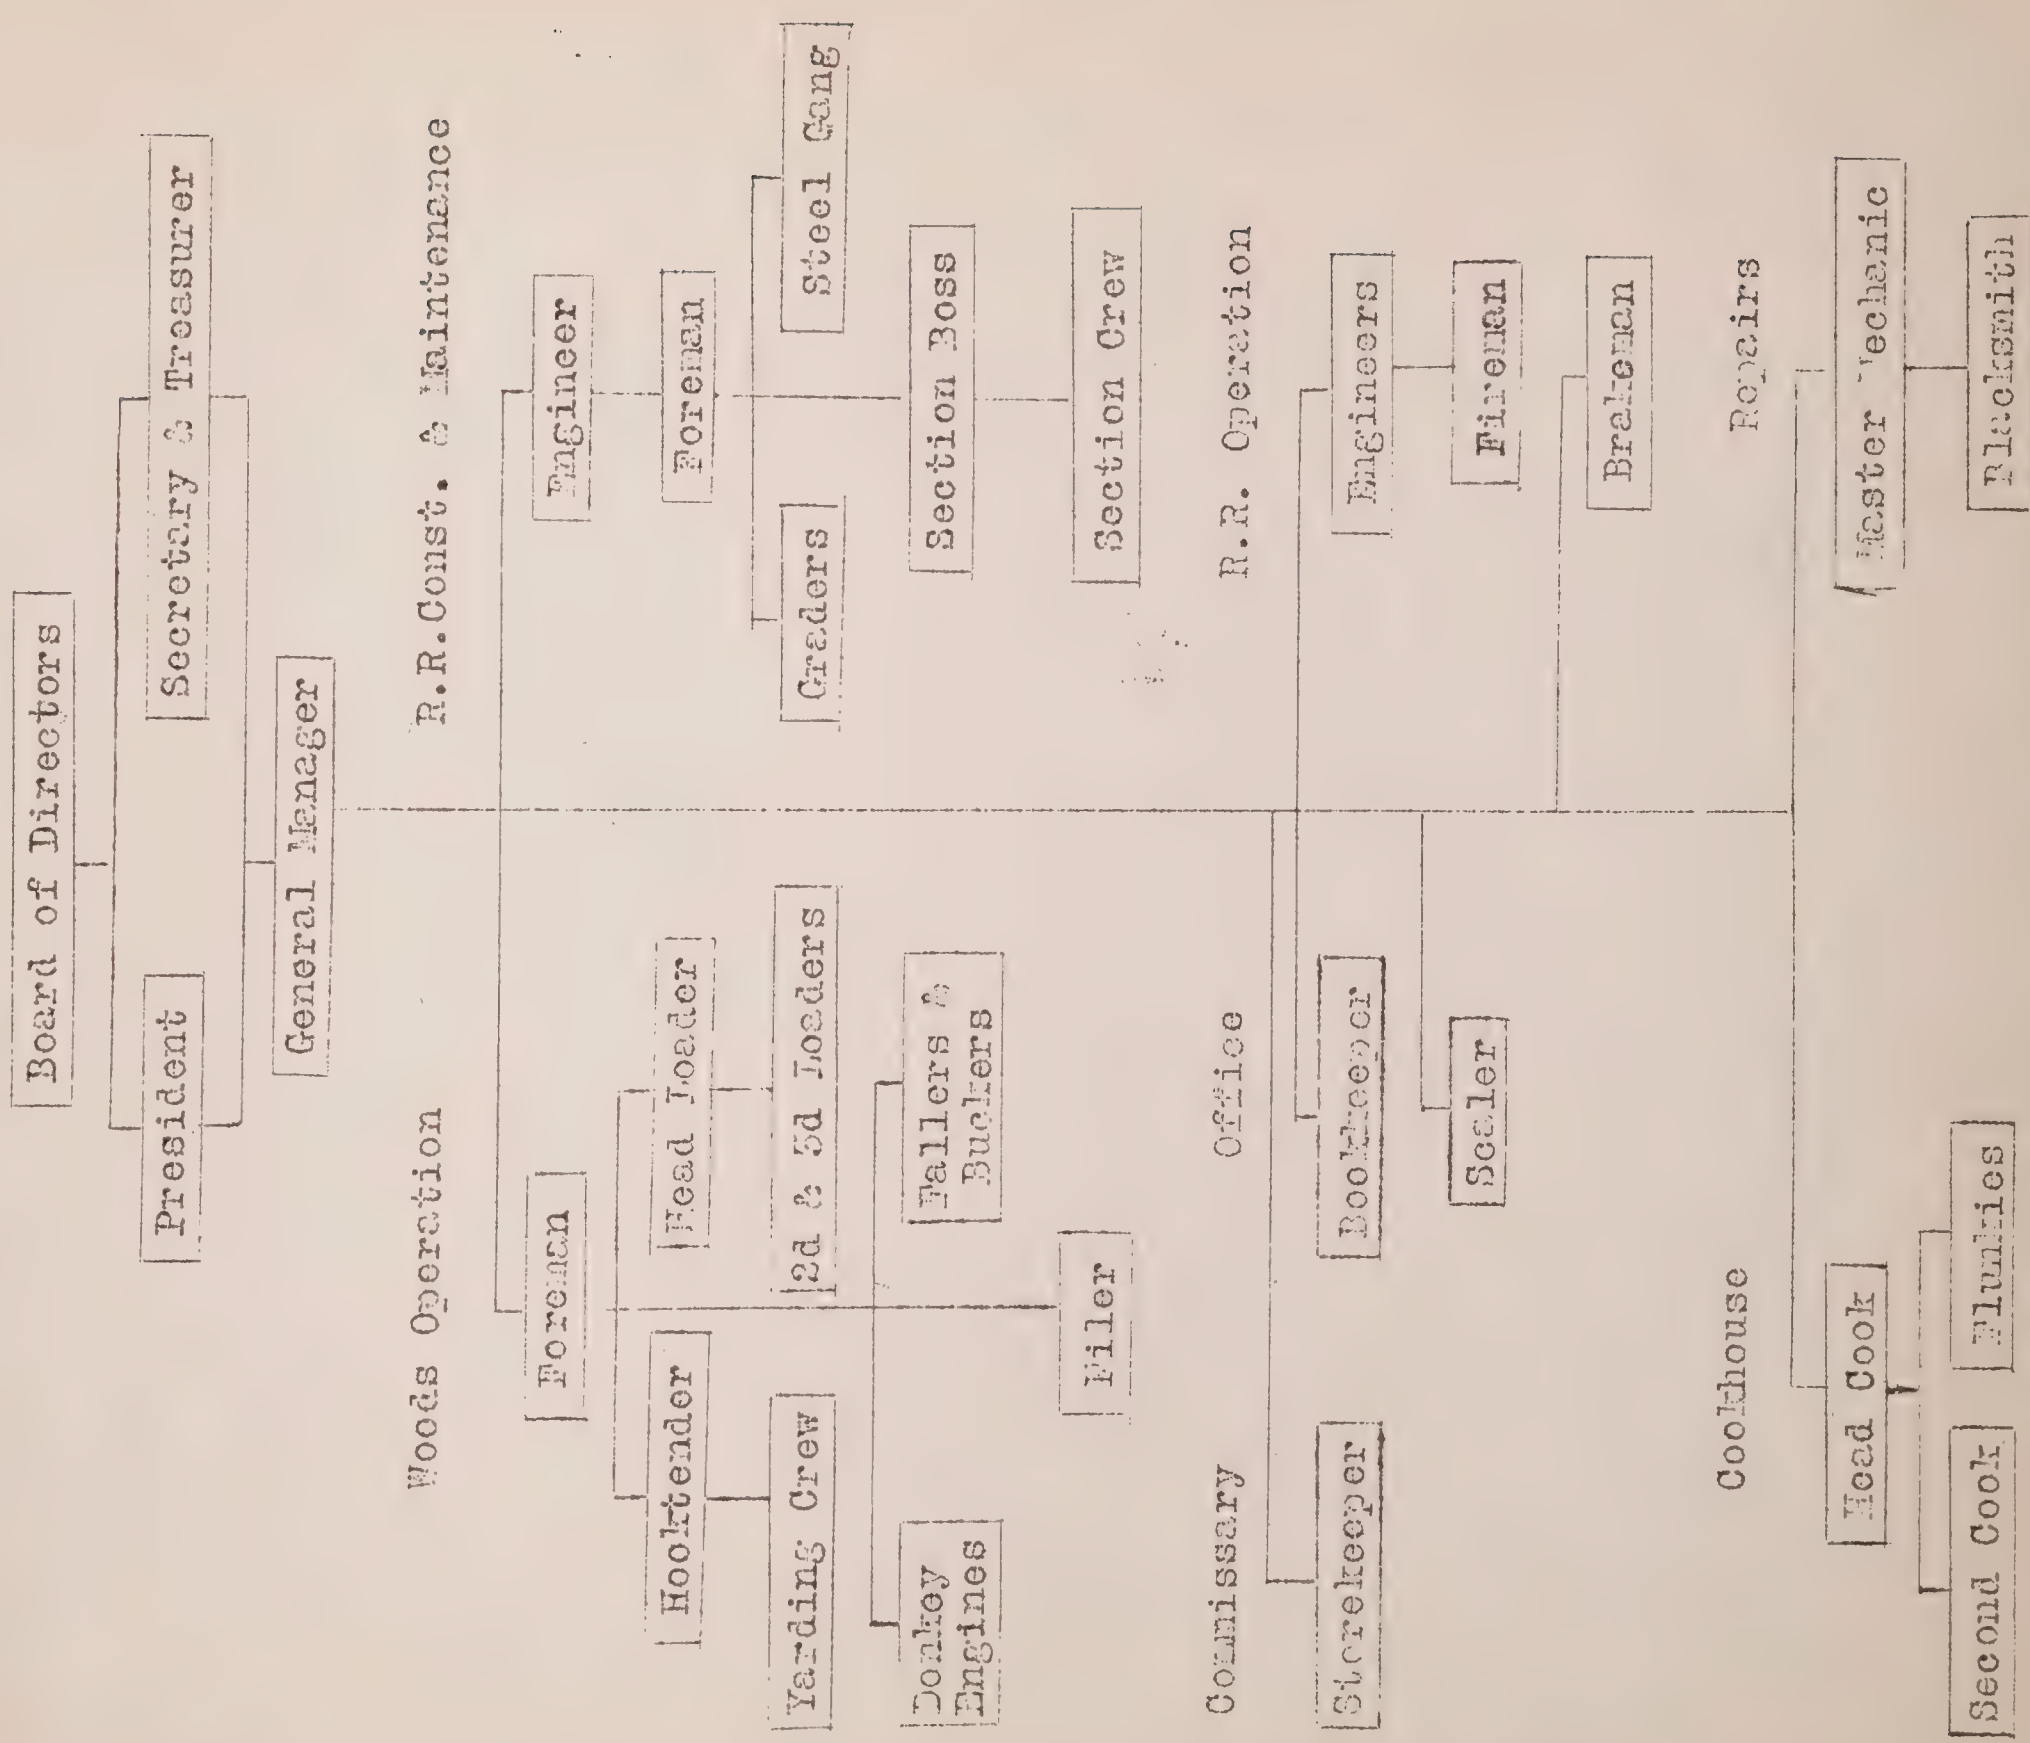 Board of Directors
President
Secretary & Treasurer
General Manager
Woods Operation
R.R.Const. & Maintenance
Foreman
Engineer
Hooktender
Head Loader
Foreman
Yarding Crew
2d & 3d Loaders
Graders
Steel Gang
Donkey
Engines
Fallers &
Buckers
Section Boss
Filer
Section Crew
Commissary
Office
R.R. Operation
Storekeeper
Bookkeeper
Engineers
Scaler
Fireman
Brakeman
Cookhouse
Repairs
Head Cook
Master Mechanic
Second Cook
Flunkies
Blacksmith